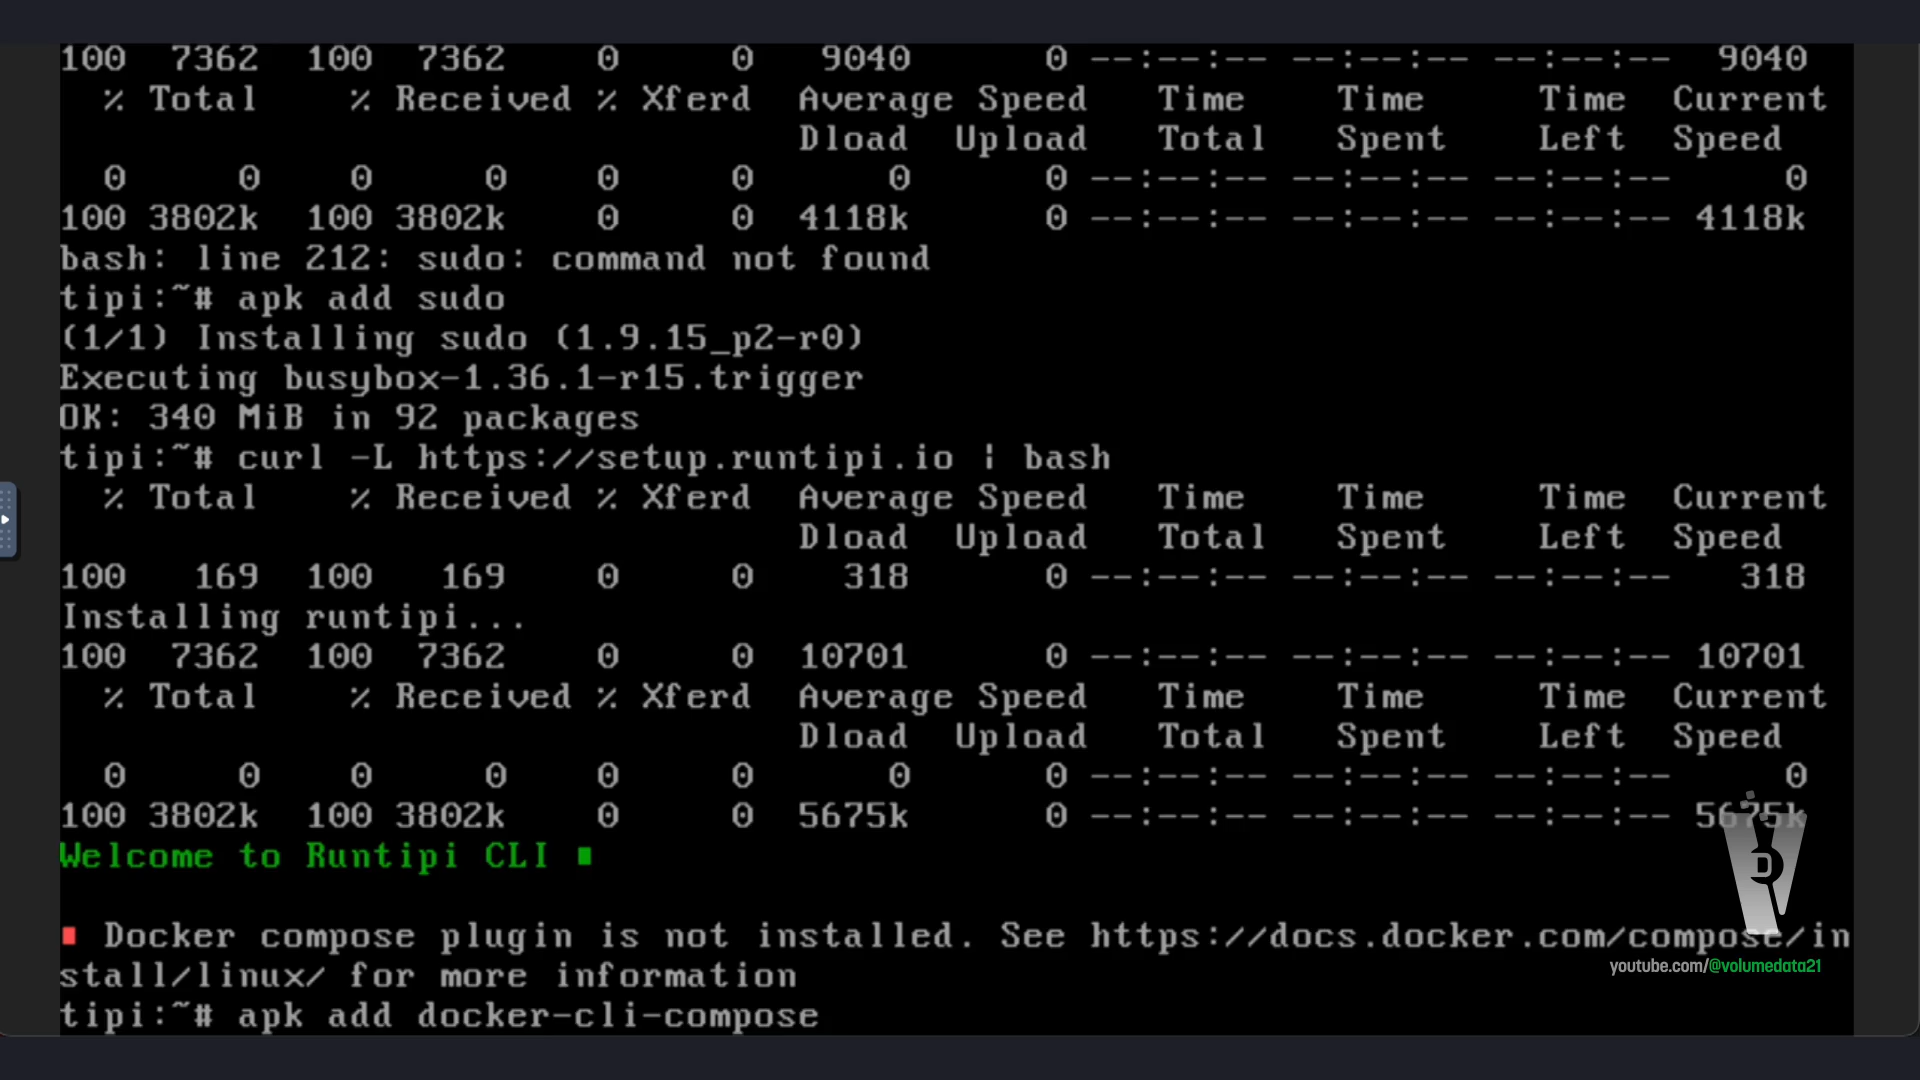 100  7362  100  7362    0     0   9040      0 --:--:-- --:--:-- --:--:--  9040
  % Total    % Received % Xferd  Average Speed   Time    Time     Time  Current
                                 Dload  Upload   Total   Spent    Left  Speed
  0     0    0     0    0     0      0      0 --:--:-- --:--:-- --:--:--     0
100 3802k  100 3802k    0     0  4118k      0 --:--:-- --:--:-- --:--:-- 4118k
bash: line 212: sudo: command not found
tipi:~# apk add sudo
(1/1) Installing sudo (1.9.15_p2-r0)
Executing busybox-1.36.1-r15.trigger
OK: 340 MiB in 92 packages
tipi:~# curl -L https://setup.runtipi.io | bash
  % Total    % Received % Xferd  Average Speed   Time    Time     Time  Current
                                 Dload  Upload   Total   Spent    Left  Speed
100   169  100   169    0     0    318      0 --:--:-- --:--:-- --:--:--   318
Installing runtipi...
100  7362  100  7362    0     0  10701      0 --:--:-- --:--:-- --:--:-- 10701
  % Total    % Received % Xferd  Average Speed   Time    Time     Time  Current
                                 Dload  Upload   Total   Spent    Left  Speed
  0     0    0     0    0     0      0      0 --:--:-- --:--:-- --:--:--     0
100 3802k  100 3802k    0     0  5675k      0 --:--:-- --:--:-- --:--:-- 5675k
Welcome to Runtipi CLI
Docker compose plugin is not installed. See https://docs.docker.com/compose/in
stall/linux/ for more information
tipi:~# apk add docker-cli-compose
VD
youtube.com/@volumedata21